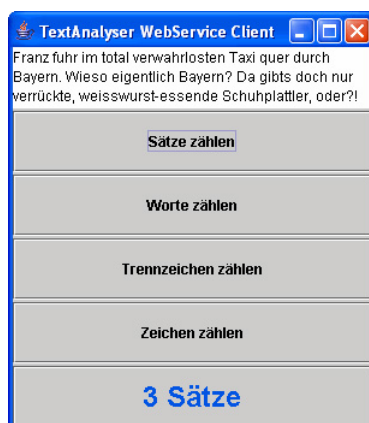 TextAnalyser WebService Client
Franz fuhr im total verwahrlosten Taxi quer durch
Bayern. Wieso eigentlich Bayern? Da gibts doch nur
verrückte, weisswurst-essende Schuhplattler, oder?!
Sätze zählen
Worte zählen
Trennzeichen zählen
Zeichen zählen
3 Sätze